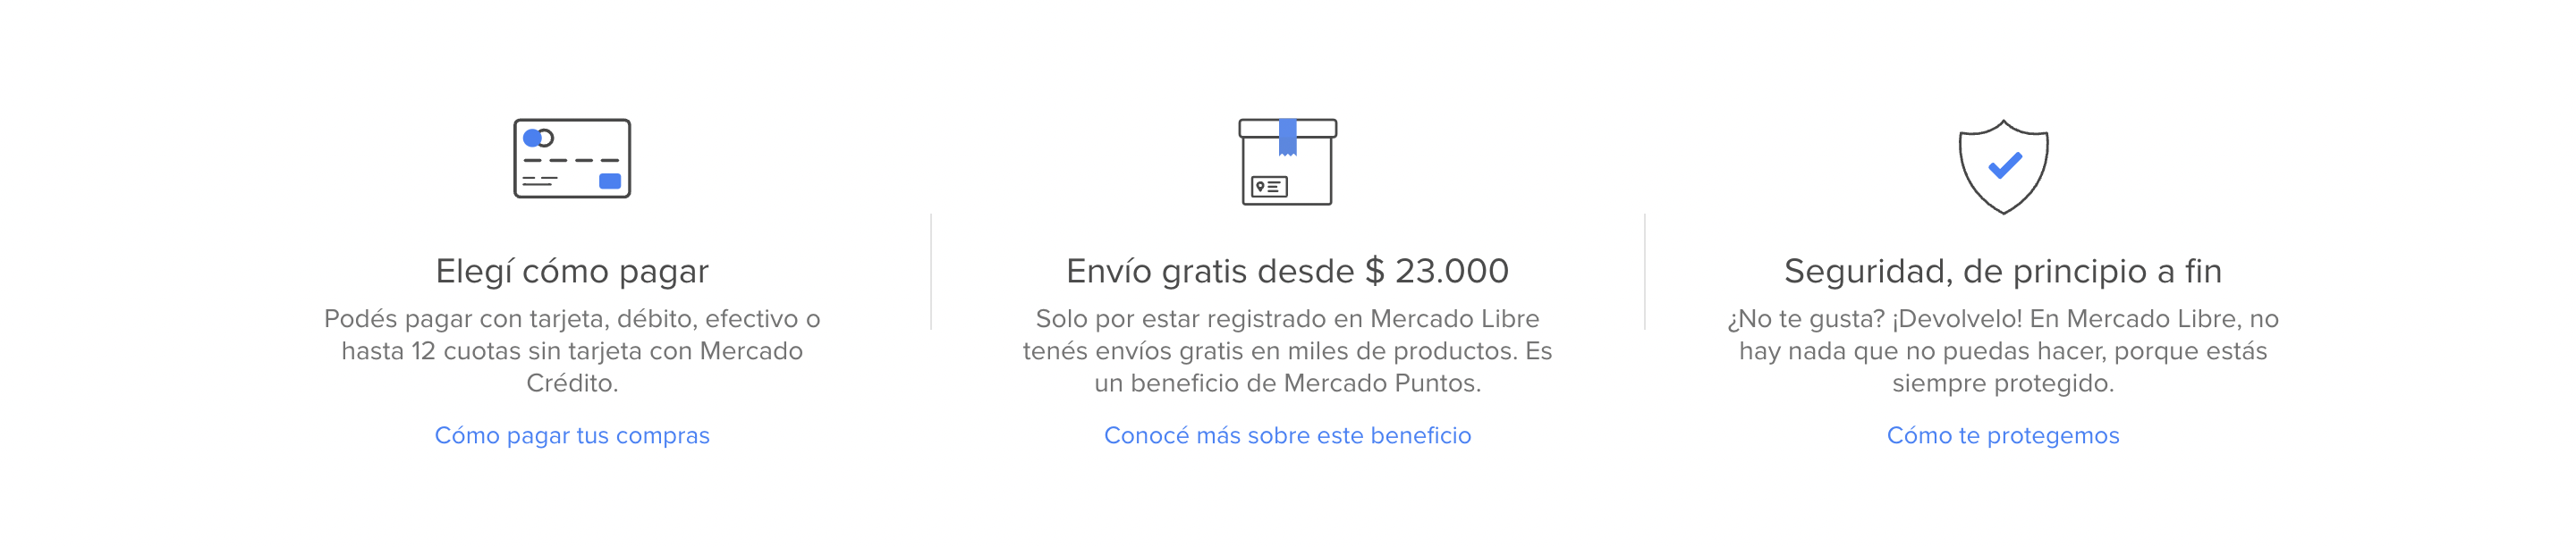 Elegí cómo pagar
Podés pagar con tarjeta, débito, efectivo o
hasta 12 cuotas sin tarjeta con Mercado
Crédito.
Cómo pagar tus compras
Envío gratis desde $ 23.000
Solo por estar registrado en Mercado Libre
tenés envíos gratis en miles de productos. Es
un beneficio de Mercado Puntos.
Conocé más sobre este beneficio
Seguridad, de principio a fin
¿No te gusta? ¡Devolvelo! En Mercado Libre, no
hay nada que no puedas hacer, porque estás
siempre protegido.
Cómo te protegemos